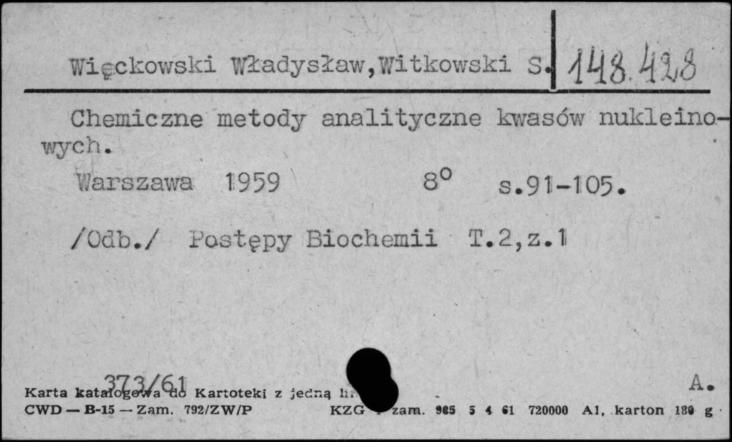 Więckowski Władysław,Witkowski S. 148.428
Chemiczne metody analityczne kwasów nukleino-
wych.
Warszawa 1959 8° s.91-105.
/Odb./ Postępy Biochemii T.2,z.1
373/61 A.
Karta katalogowa do Kartoteki z jedną
CWD — B-15 — Zam. 792/ZW/P KZG zam. 985 5 4 61 720000 A1, karton 180 g